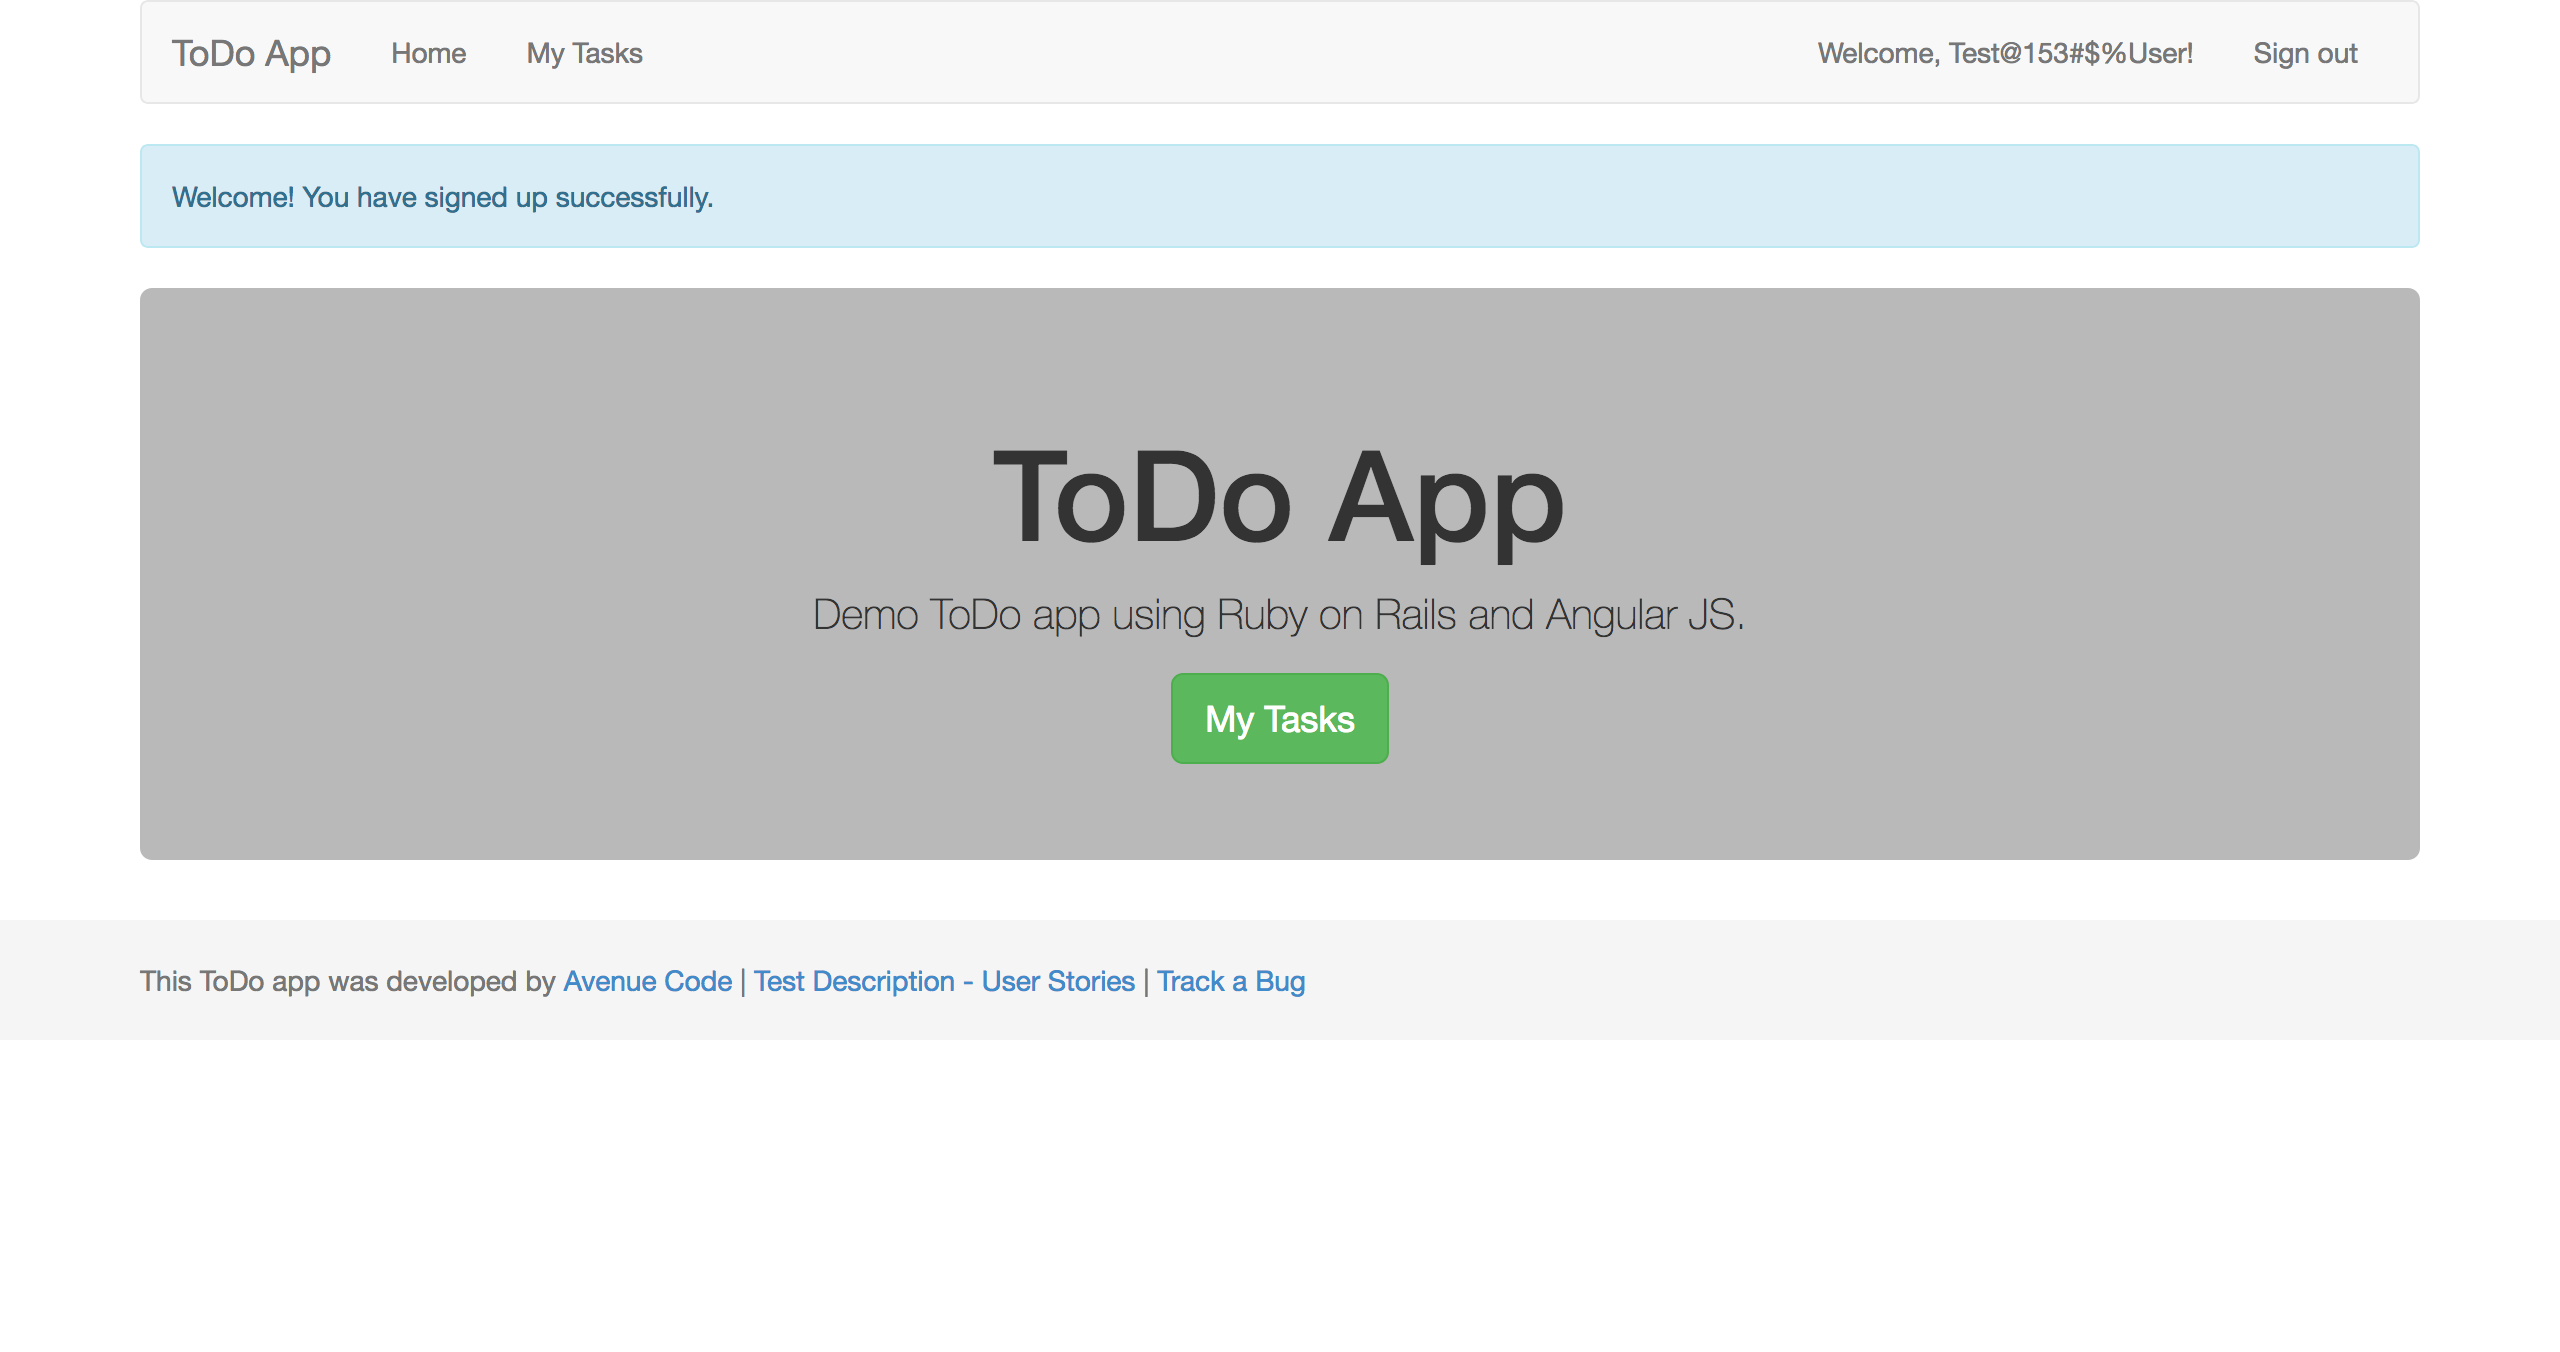 ToDo App Home My Tasks Welcome, Test@153#$%User! Sign out
Welcome! You have signed up successfully.
ToDo App
Demo ToDo app using Ruby on Rails and Angular JS.
My Tasks
This ToDo app was developed by Avenue Code | Test Description - User Stories | Track a Bug